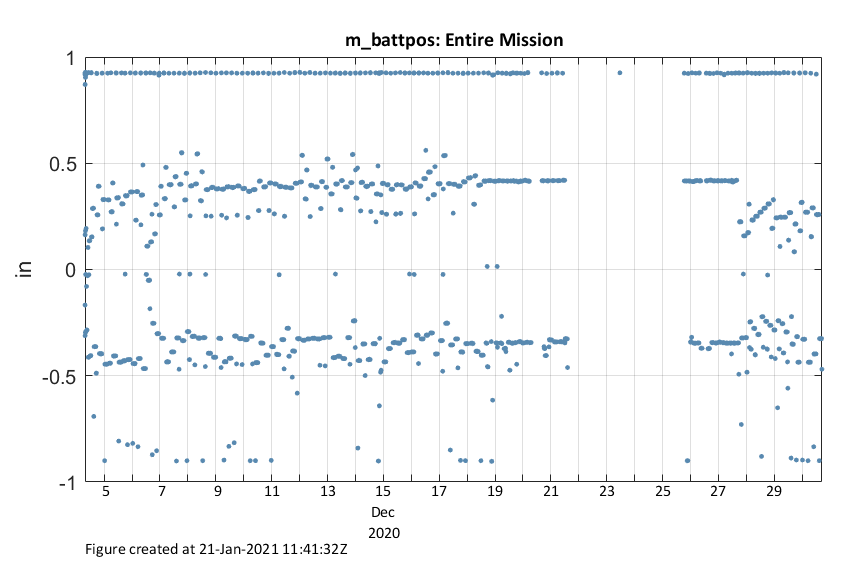 m_battpos: Entire Mission
1
0.5
0
-0.5
-1
in
5 7 9 11 13 15 17 19 21 23 25 27 29
Dec
2020
Figure created at 21-Jan-2021 11:41:32Z